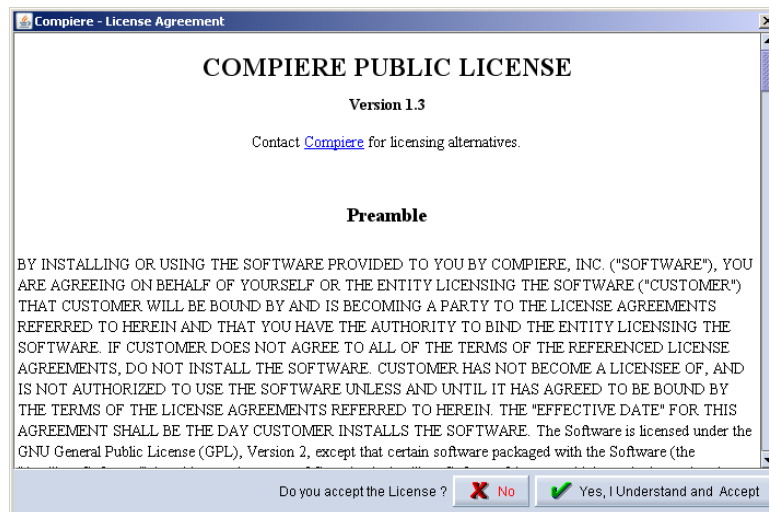 Compiere - License Agreement
COMPIERE PUBLIC LICENSE
Version 1.3
Contact Compiere for licensing alternatives.
Preamble
BY INSTALLING OR USING THE SOFTWARE PROVIDED TO YOU BY COMPIERE, INC. ("SOFTWARE"), YOU
ARE AGREEING ON BEHALF OF YOURSELF OR THE ENTITY LICENSING THE SOFTWARE ("CUSTOMER")
THAT CUSTOMER WILL BE BOUND BY AND IS BECOMING A PARTY TO THE LICENSE AGREEMENTS
REFERRED TO HEREIN AND THAT YOU HAVE THE AUTHORITY TO BIND THE ENTITY LICENSING THE
SOFTWARE. IF CUSTOMER DOES NOT AGREE TO ALL OF THE TERMS OF THE REFERENCED LICENSE
AGREEMENTS, DO NOT INSTALL THE SOFTWARE. CUSTOMER HAS NOT BECOME A LICENSEE OF, AND
IS NOT AUTHORIZED TO USE THE SOFTWARE UNLESS AND UNTIL IT HAS AGREED TO BE BOUND BY
THE TERMS OF THE LICENSE AGREEMENTS REFERRED TO HEREIN. THE "EFFECTIVE DATE" FOR THIS
AGREEMENT SHALL BE THE DAY CUSTOMER INSTALLS THE SOFTWARE. The Software is licensed under the
GNU General Public License (GPL), Version 2, except that certain software packaged with the Software (the
Do you accept the License ? No Yes, I Understand and Accept